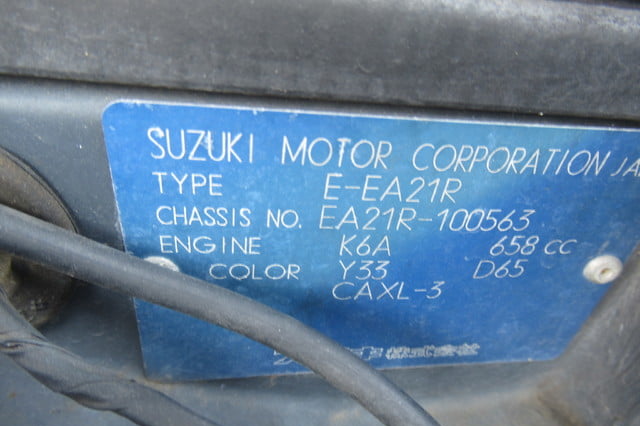 SUZUKI MOTOR CORPORATION JA
TYPE E-EA21R
CHASSIS NO. EA21R-100563
ENGINE K6A 658 CC
COLOR Y33 D65
CAXL-3